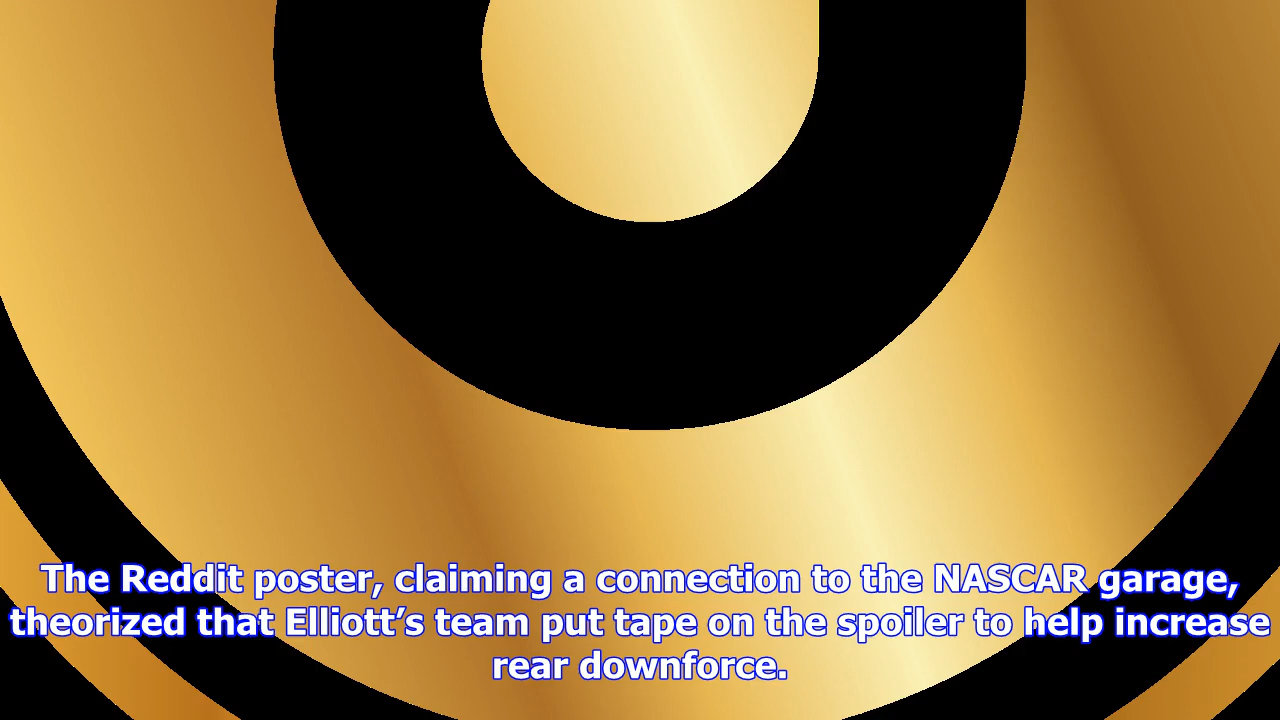 The Reddit poster, claiming a connection to the NASCAR garage,
theorized that Elliott’s team put tape on the spoiler to help increase
rear downforce.